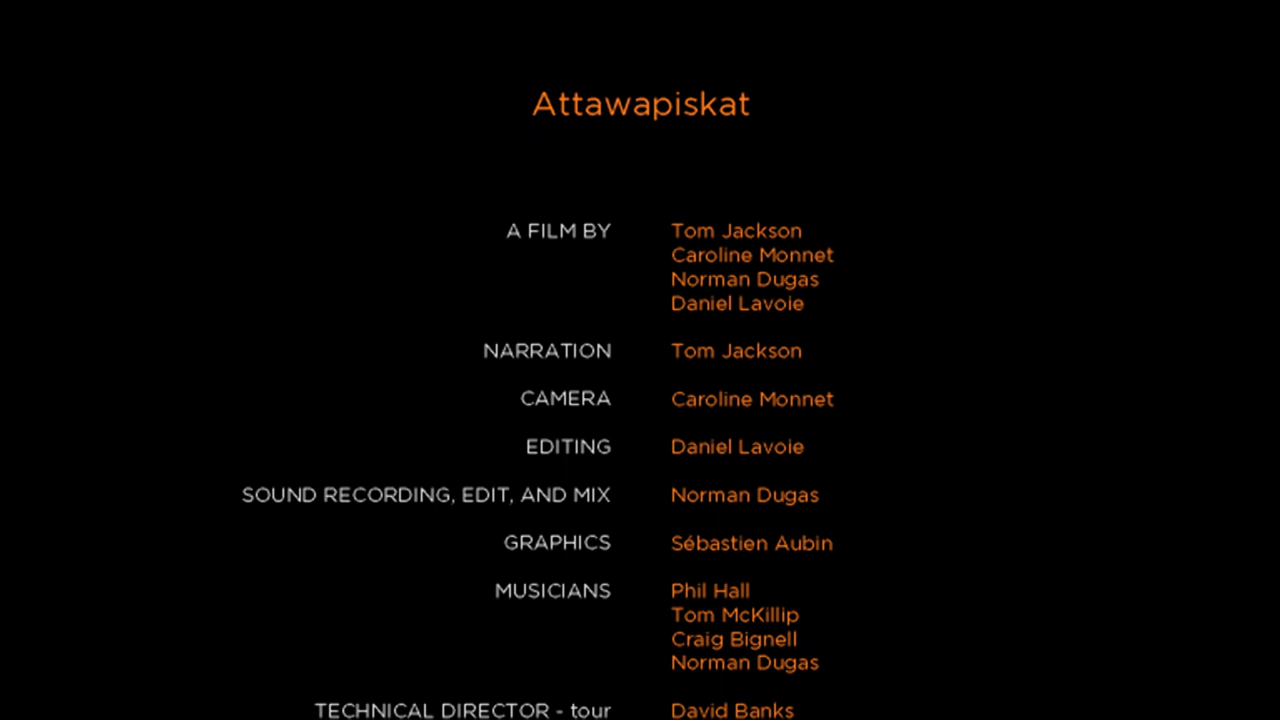 Attawapiskat
A FILM BY Tom Jackson
Caroline Monnet
Norman Dugas
Daniel Lavoie
NARRATION Tom Jackson
CAMERA Caroline Monnet
EDITING Daniel Lavoie
SOUND RECORDING, EDIT, AND MIX Norman Dugas
GRAPHICS Sébastien Aubin
MUSICIANS Phil Hall
Tom McKillip
Craig Bignell
Norman Dugas
TECHNICAL DIRECTOR - tour David Banks